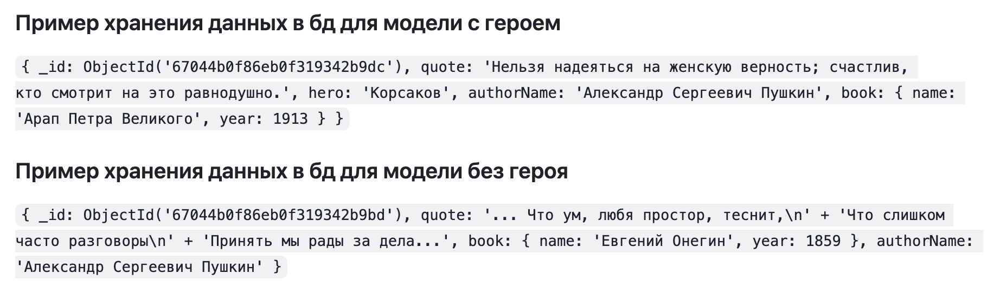 Пример хранения данных в бд для модели с героем
{ _id: ObjectId('67044b0f86eb0f319342b9dc'), quote: 'Нельзя надеяться на женскую верность; счастлив,
кто смотрит на это равнодушно.', hero: 'Корсаков', authorName: 'Александр Сергеевич Пушкин', book: { name:
'Арап Петра Великого', year: 1913 } }
Пример хранения данных в бд для модели без героя
{ _id: ObjectId('67044b0f86eb0f319342b9bd'), quote: '... Что ум, любя простор, теснит,\n' + 'Что слишком
часто разговоры\n' + 'Принять мы рады за дела...', book: { name: 'Евгений Онегин', year: 1859 }, authorName:
'Александр Сергеевич Пушкин' }